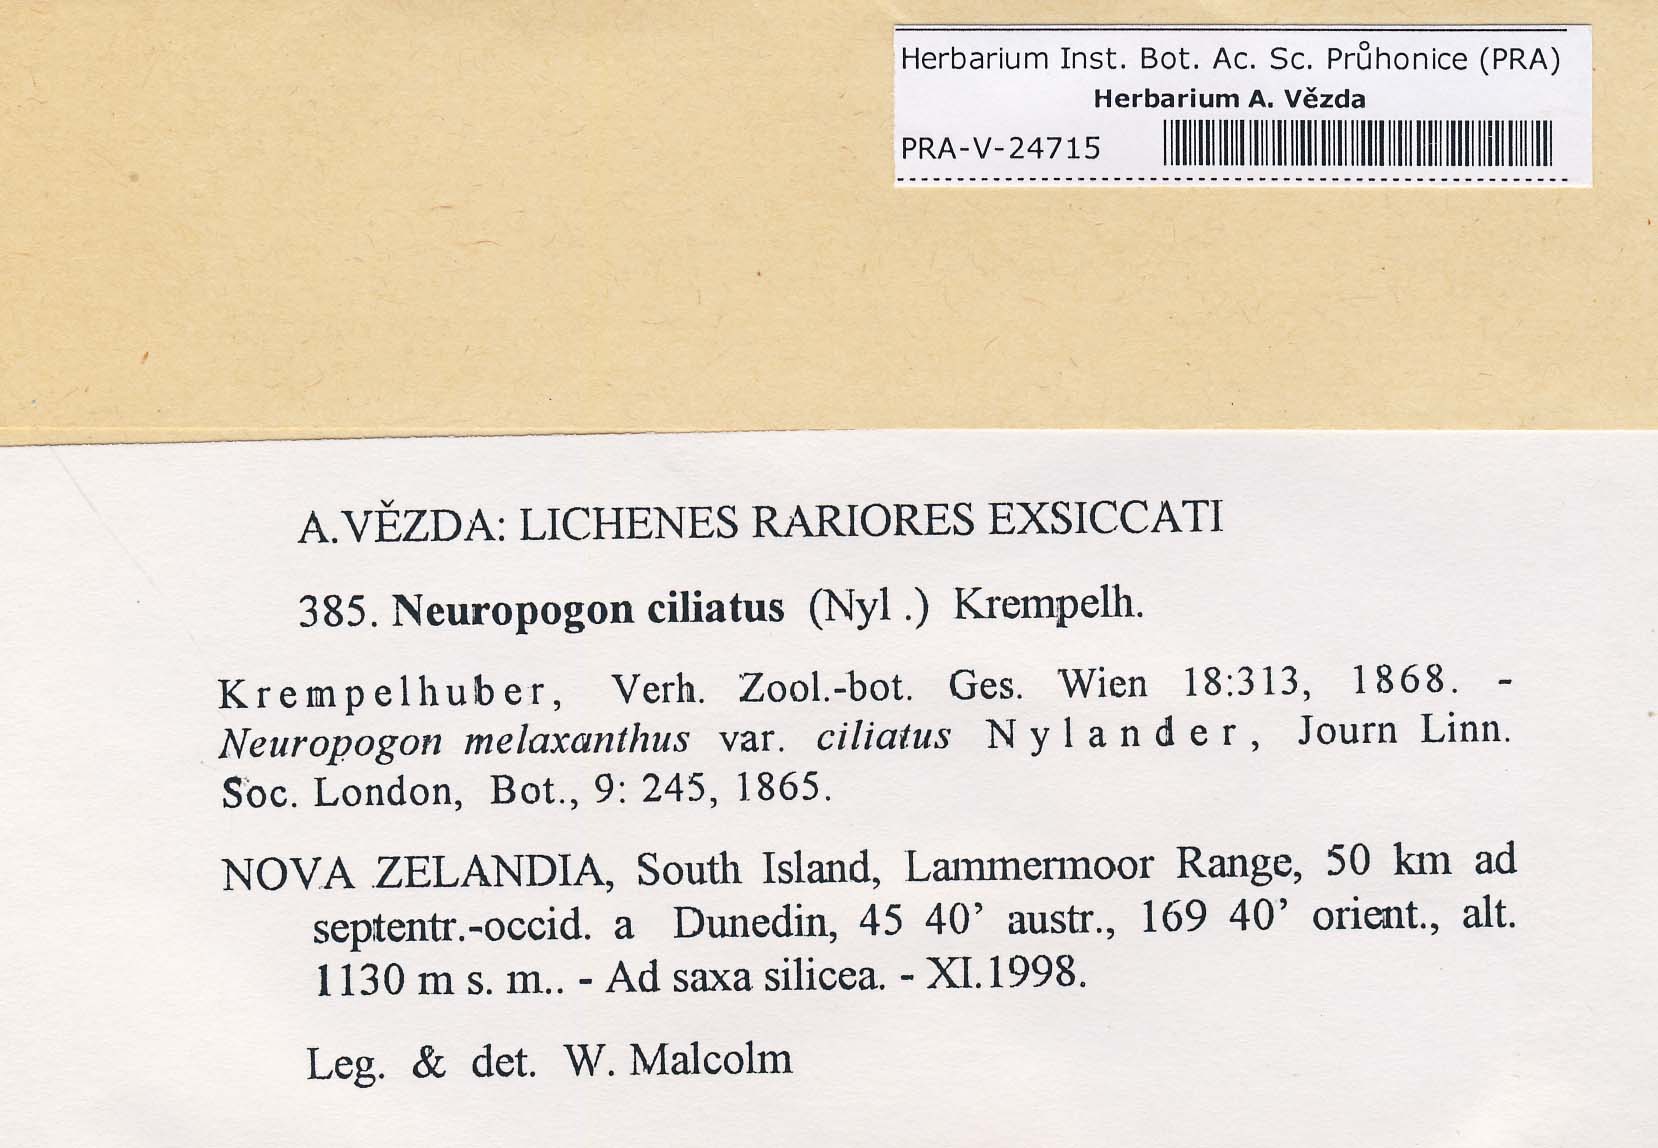 Herbarium Inst. Bot. Ac. Sc. Průhonice (PRA)
Herbarium A. Vězda
PRA-V-24715
A.VĚZDA: LICHENES RARIORES EXSICCATI
385. Neuropogon ciliatus (Nyl .) Krempelh.
Krempelhuber, Verh. Zool.-bot. Ges. Wien 18:313, 1868. -
Neuropogon melaxanthus var. ciliatus Nylander, Journ Linn.
Soc. London, Bot., 9: 245, 1865.
NOVA ZELANDIA, South Island, Lammermoor Range, 50 km ad
septentr.-occid. a Dunedin, 45 40’ austr., 169 40’ orient., alt.
1130 m s. m.. - Ad saxa silicea. - XI.1998.
Leg. & det. W. Malcolm